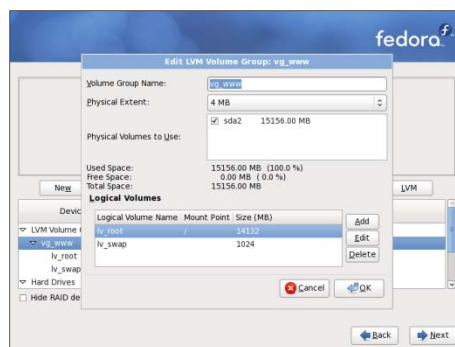 fedora
Edit LVM Volume Group: vg_www
Volume Group Name: vg_www
Physical Extent: 4 MB
Physical Volumes to Use: sda2 15156.00 MB
Used Space: 15156.00 MB (100.0 %)
Free Space: 0.00 MB ( 0.0 %)
Total Space: 15156.00 MB
Logical Volumes
Logical Volume Name Mount Point Size (MB)
lv_root / 14132
lv_swap 1024
Add
Edit
Delete
Cancel OK
New LVM
Devic
LVM Volume
vg_www
lv_root
lv_swap
Hard Drives
Hide RAID de
Back Next